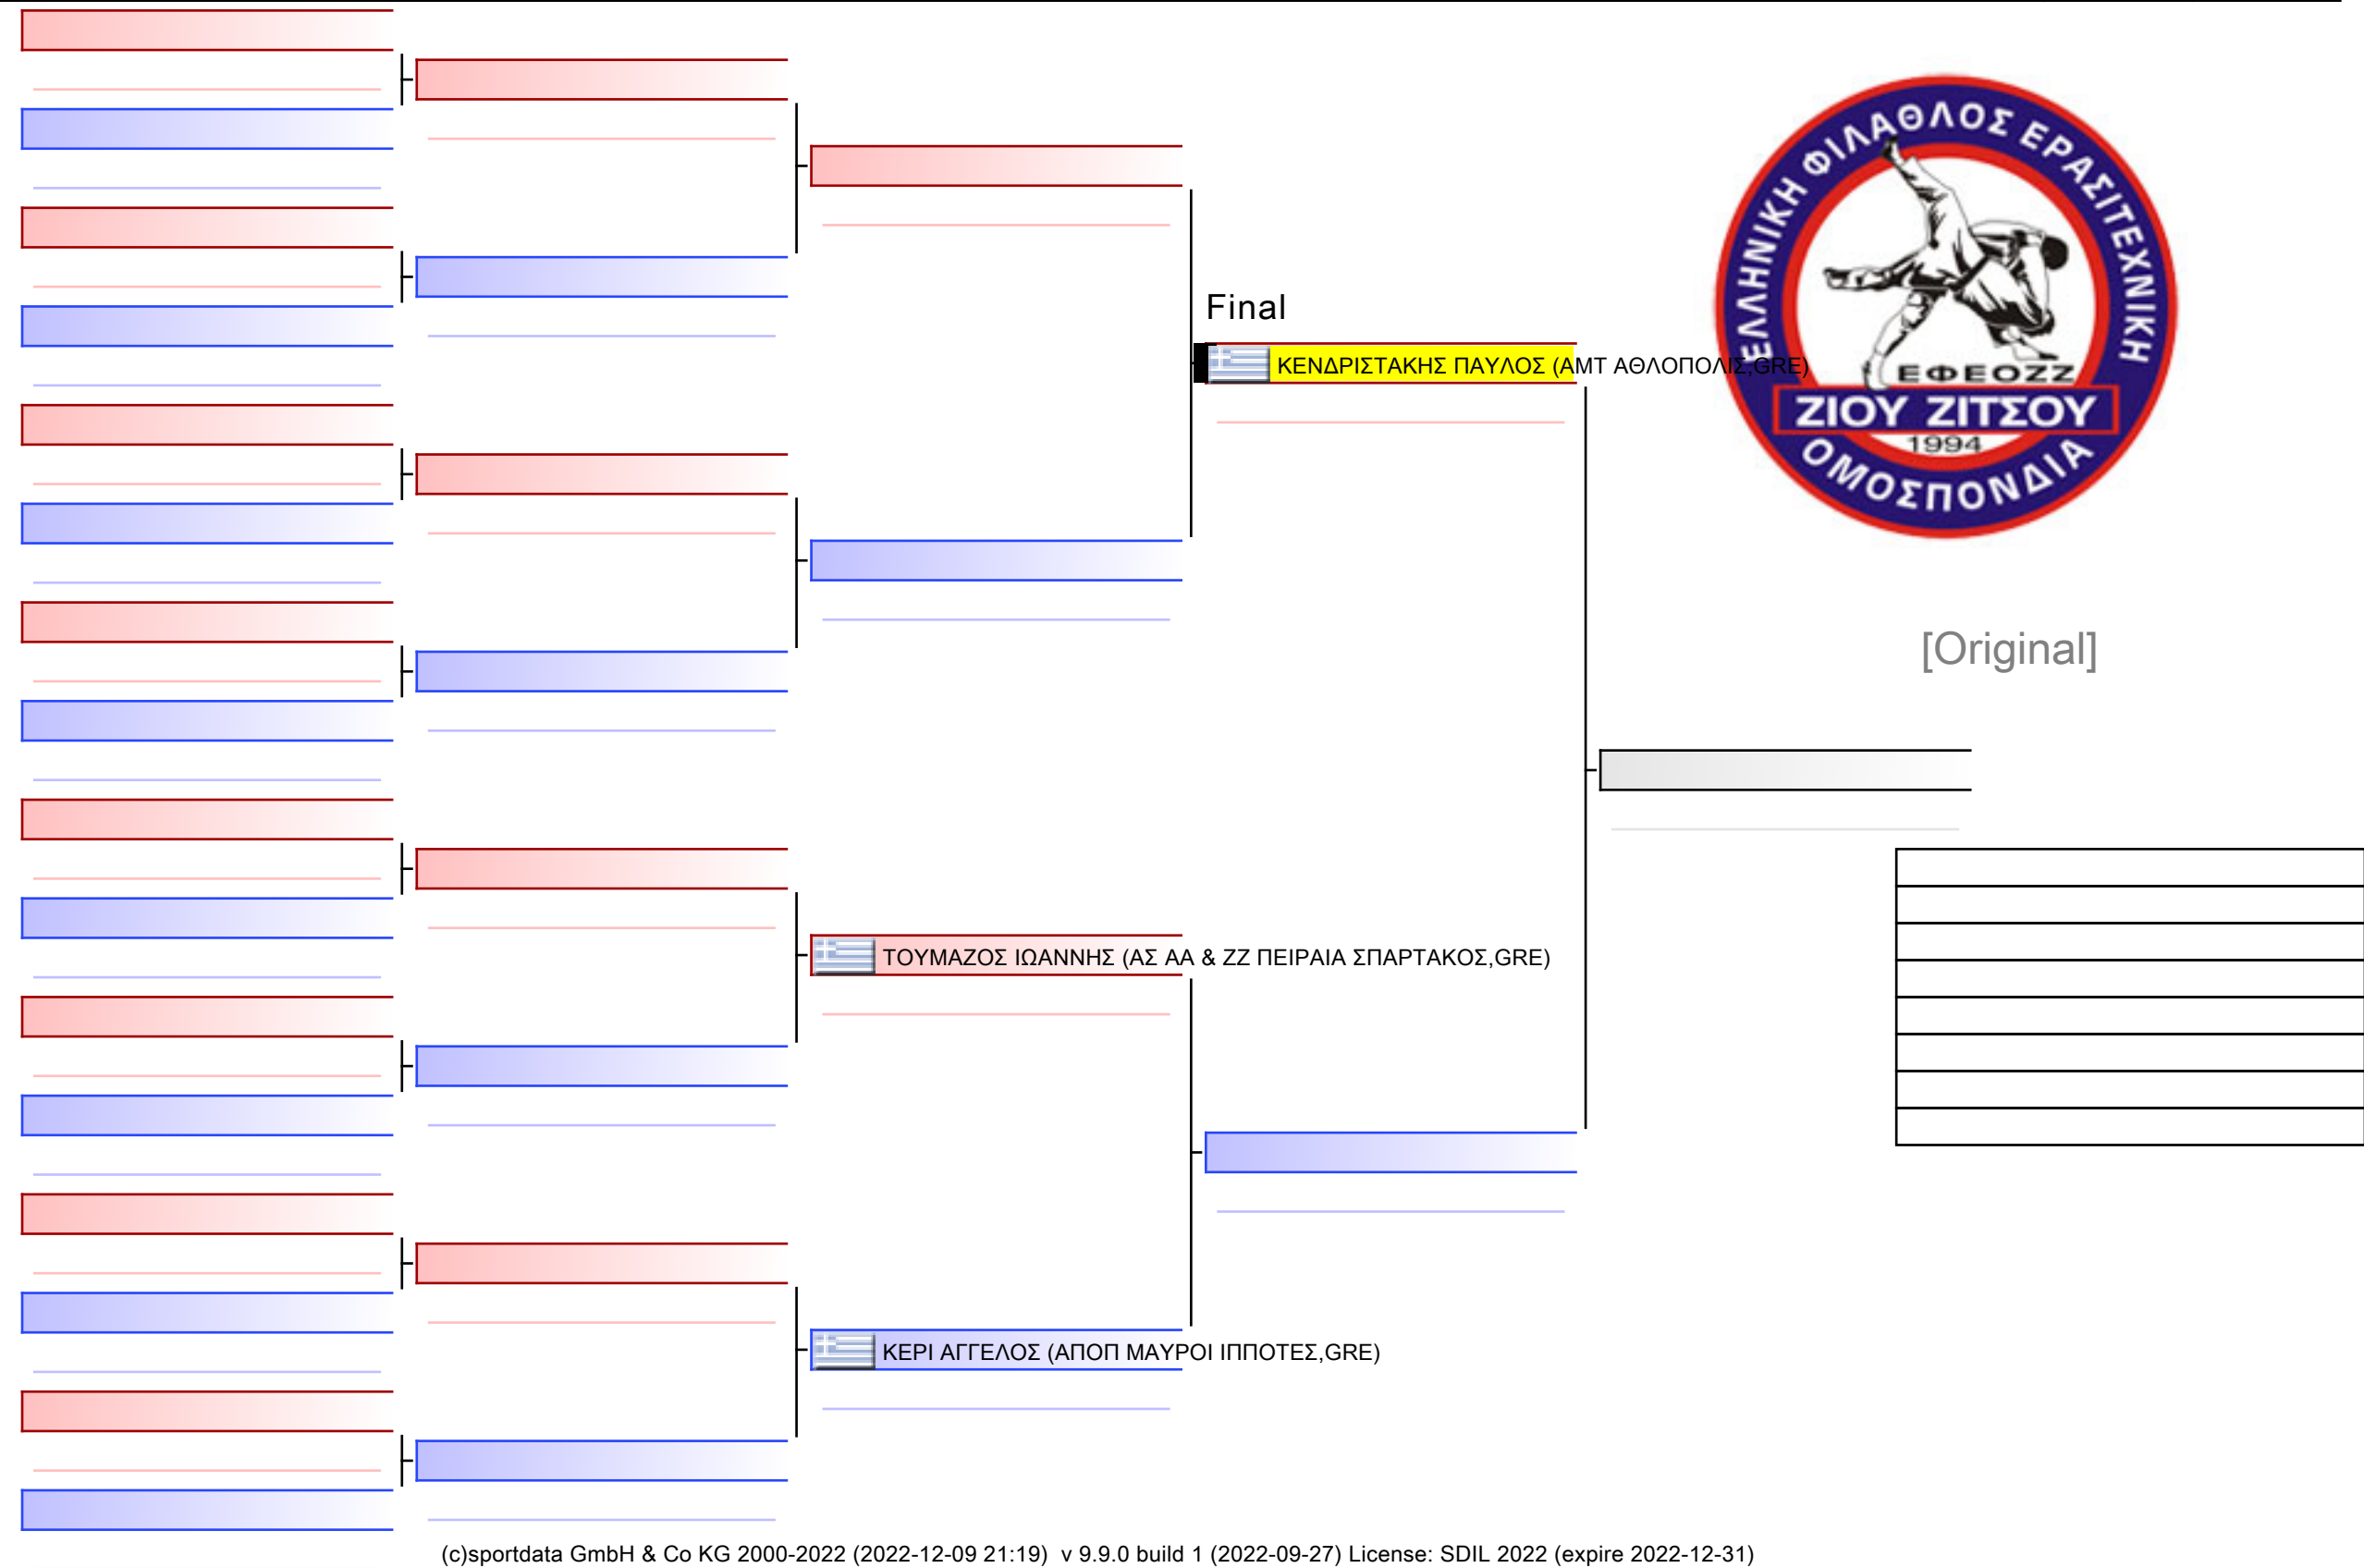 ΕΛΛΗΝΙΚΗ ΦΙΛΑΘΛΟΣ ΕΡΑΣΙΤΕΧΝΙΚΗ
Final
ΚΕΝΔΡΙΣΤΑΚΗΣ ΠΑΥΛΟΣ (ΑΜΤ ΑΘΛΟΠΟΛΙΣ,GRE)
ΕΦΕΟΖΖ
ΖΙΟΥ ΖΙΤΣΟΥ
1994
ΟΜΟΣΠΟΝΔΙΑ
[Original]
ΤΟΥΜΑΖΟΣ ΙΩΑΝΝΗΣ (ΑΣ ΑΑ & ΖΖ ΠΕΙΡΑΙΑ ΣΠΑΡΤΑΚΟΣ,GRE)
ΚΕΡΙ ΑΓΓΕΛΟΣ (ΑΠΟΠ ΜΑΥΡΟΙ ΙΠΠΟΤΕΣ,GRE)
(c)sportdata GmbH & Co KG 2000-2022 (2022-12-09 21:19) v 9.9.0 build 1 (2022-09-27) License: SDIL 2022 (expire 2022-12-31)